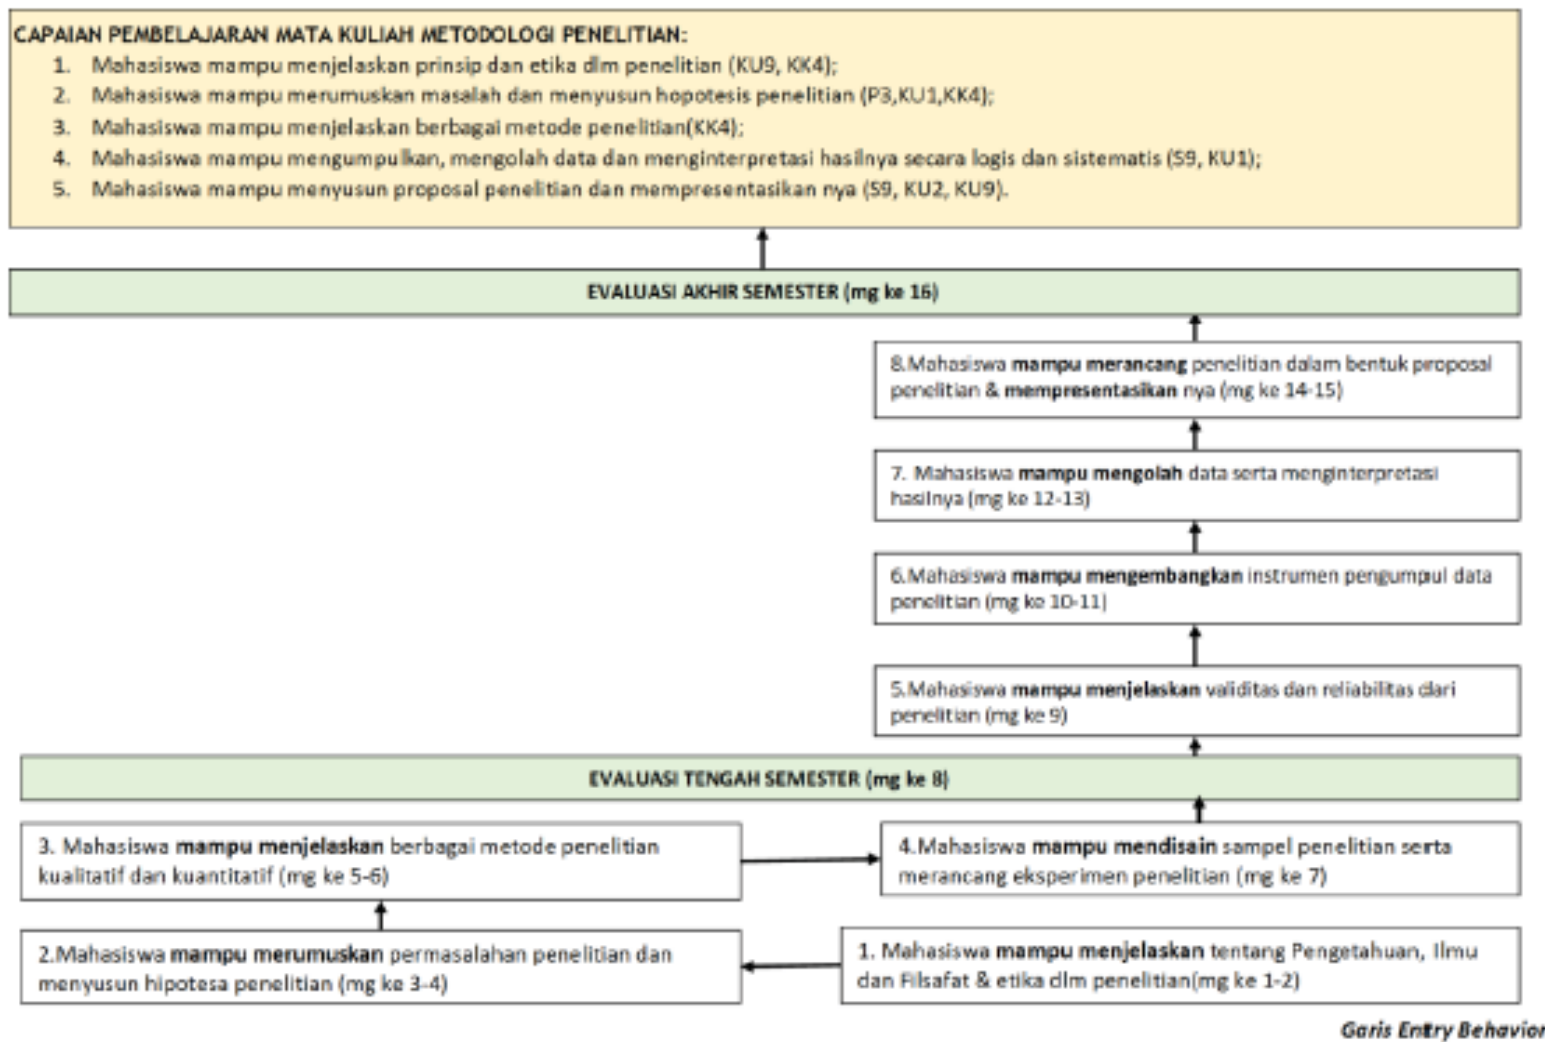 CAPAIAN PEMBELAJARAN MATA KULIAH METODOLOGI PENELITIAN:
1. Mahasiswa mampu menjelaskan prinsip dan etika dlm penelitian (KU9, KK4);
2. Mahasiswa mampu merumuskan masalah dan menyusun hopotesis penelitian (P3,KU1,KK4);
3. Mahasiswa mampu menjelaskan berbagai metode penelitian(KK4);
4. Mahasiswa mampu mengumpulkan, mengolah data dan menginterpretasi hasilnya secara logis dan sistematis (S9, KU1);
5. Mahasiswa mampu menyusun proposal penelitian dan mempresentasikan nya (S9, KU2, KU9).
EVALUASI AKHIR SEMESTER (mg ke 16)
8.Mahasiswa mampu merancang penelitian dalam bentuk proposal
penelitian & mempresentasikan nya (mg ke 14-15)
7. Mahasiswa mampu mengolah data serta menginterpretasi
hasilnya (mg ke 12-13)
6.Mahasiswa mampu mengembangkan instrumen pengumpul data
penelitian (mg ke 10-11)
5.Mahasiswa mampu menjelaskan validitas dan reliabilitas dari
penelitian (mg ke 9)
EVALUASI TENGAH SEMESTER (mg ke 8)
3. Mahasiswa mampu menjelaskan berbagai metode penelitian
kualitatif dan kuantitatif (mg ke 5-6)
4.Mahasiswa mampu mendisain sampel penelitian serta
merancang eksperimen penelitian (mg ke 7)
2.Mahasiswa mampu merumuskan permasalahan penelitian dan
menyusun hipotesa penelitian (mg ke 3-4)
1. Mahasiswa mampu menjelaskan tentang Pengetahuan, Ilmu
dan Filsafat & etika dlm penelitian(mg ke 1-2)
Garis Entry Behavior